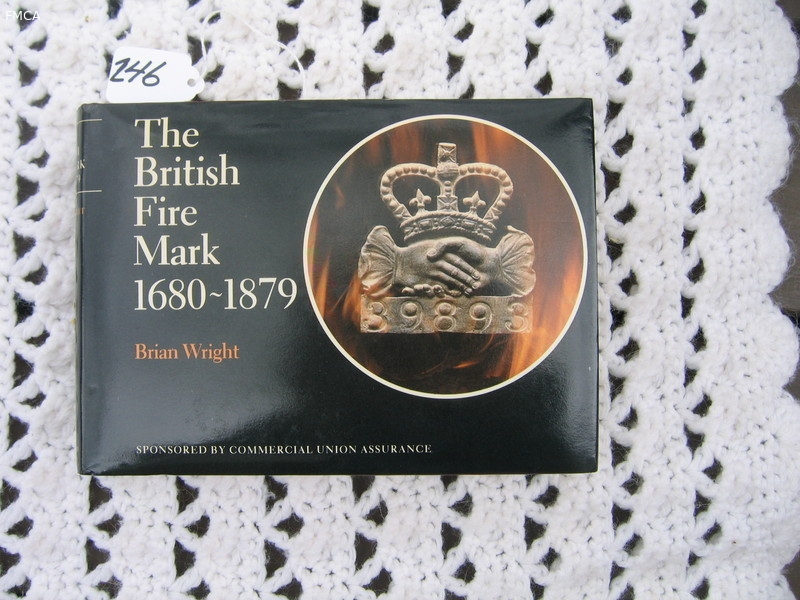 FMCA
246
The
British
Fire
Mark
1680~1879
Brian Wright
SPONSORED BY COMMERCIAL UNION ASSURANCE
39893